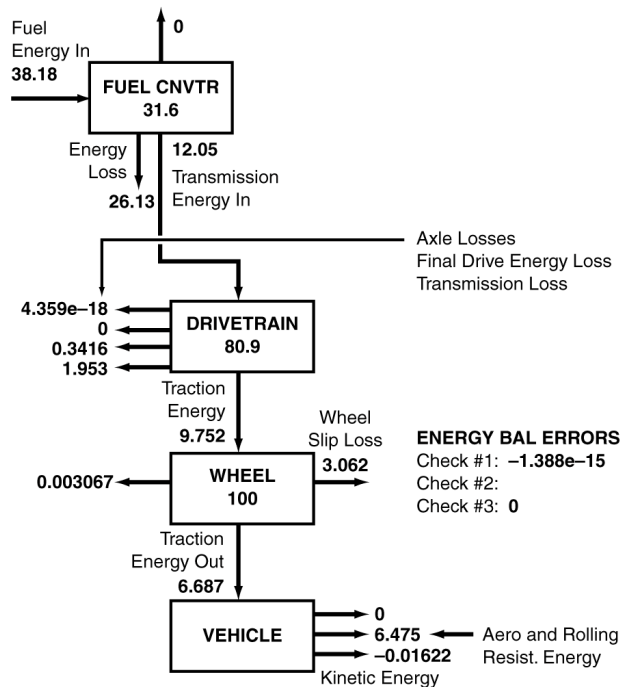 0
Fuel
Energy In
38.18
FUEL CNVTR
31.6
Energy
Loss
26.13
12.05
Transmission
Energy In
Axle Losses
Final Drive Energy Loss
Transmission Loss
4.359e–18
0
0.3416
1.953
DRIVETRAIN
80.9
Traction
Energy
9.752
Wheel
Slip Loss
3.062
ENERGY BAL ERRORS
Check #1: –1.388e–15
Check #2:
Check #3: 0
0.003067
WHEEL
100
Traction
Energy Out
6.687
VEHICLE
0
6.475
–0.01622
Kinetic Energy
Aero and Rolling
Resist. Energy